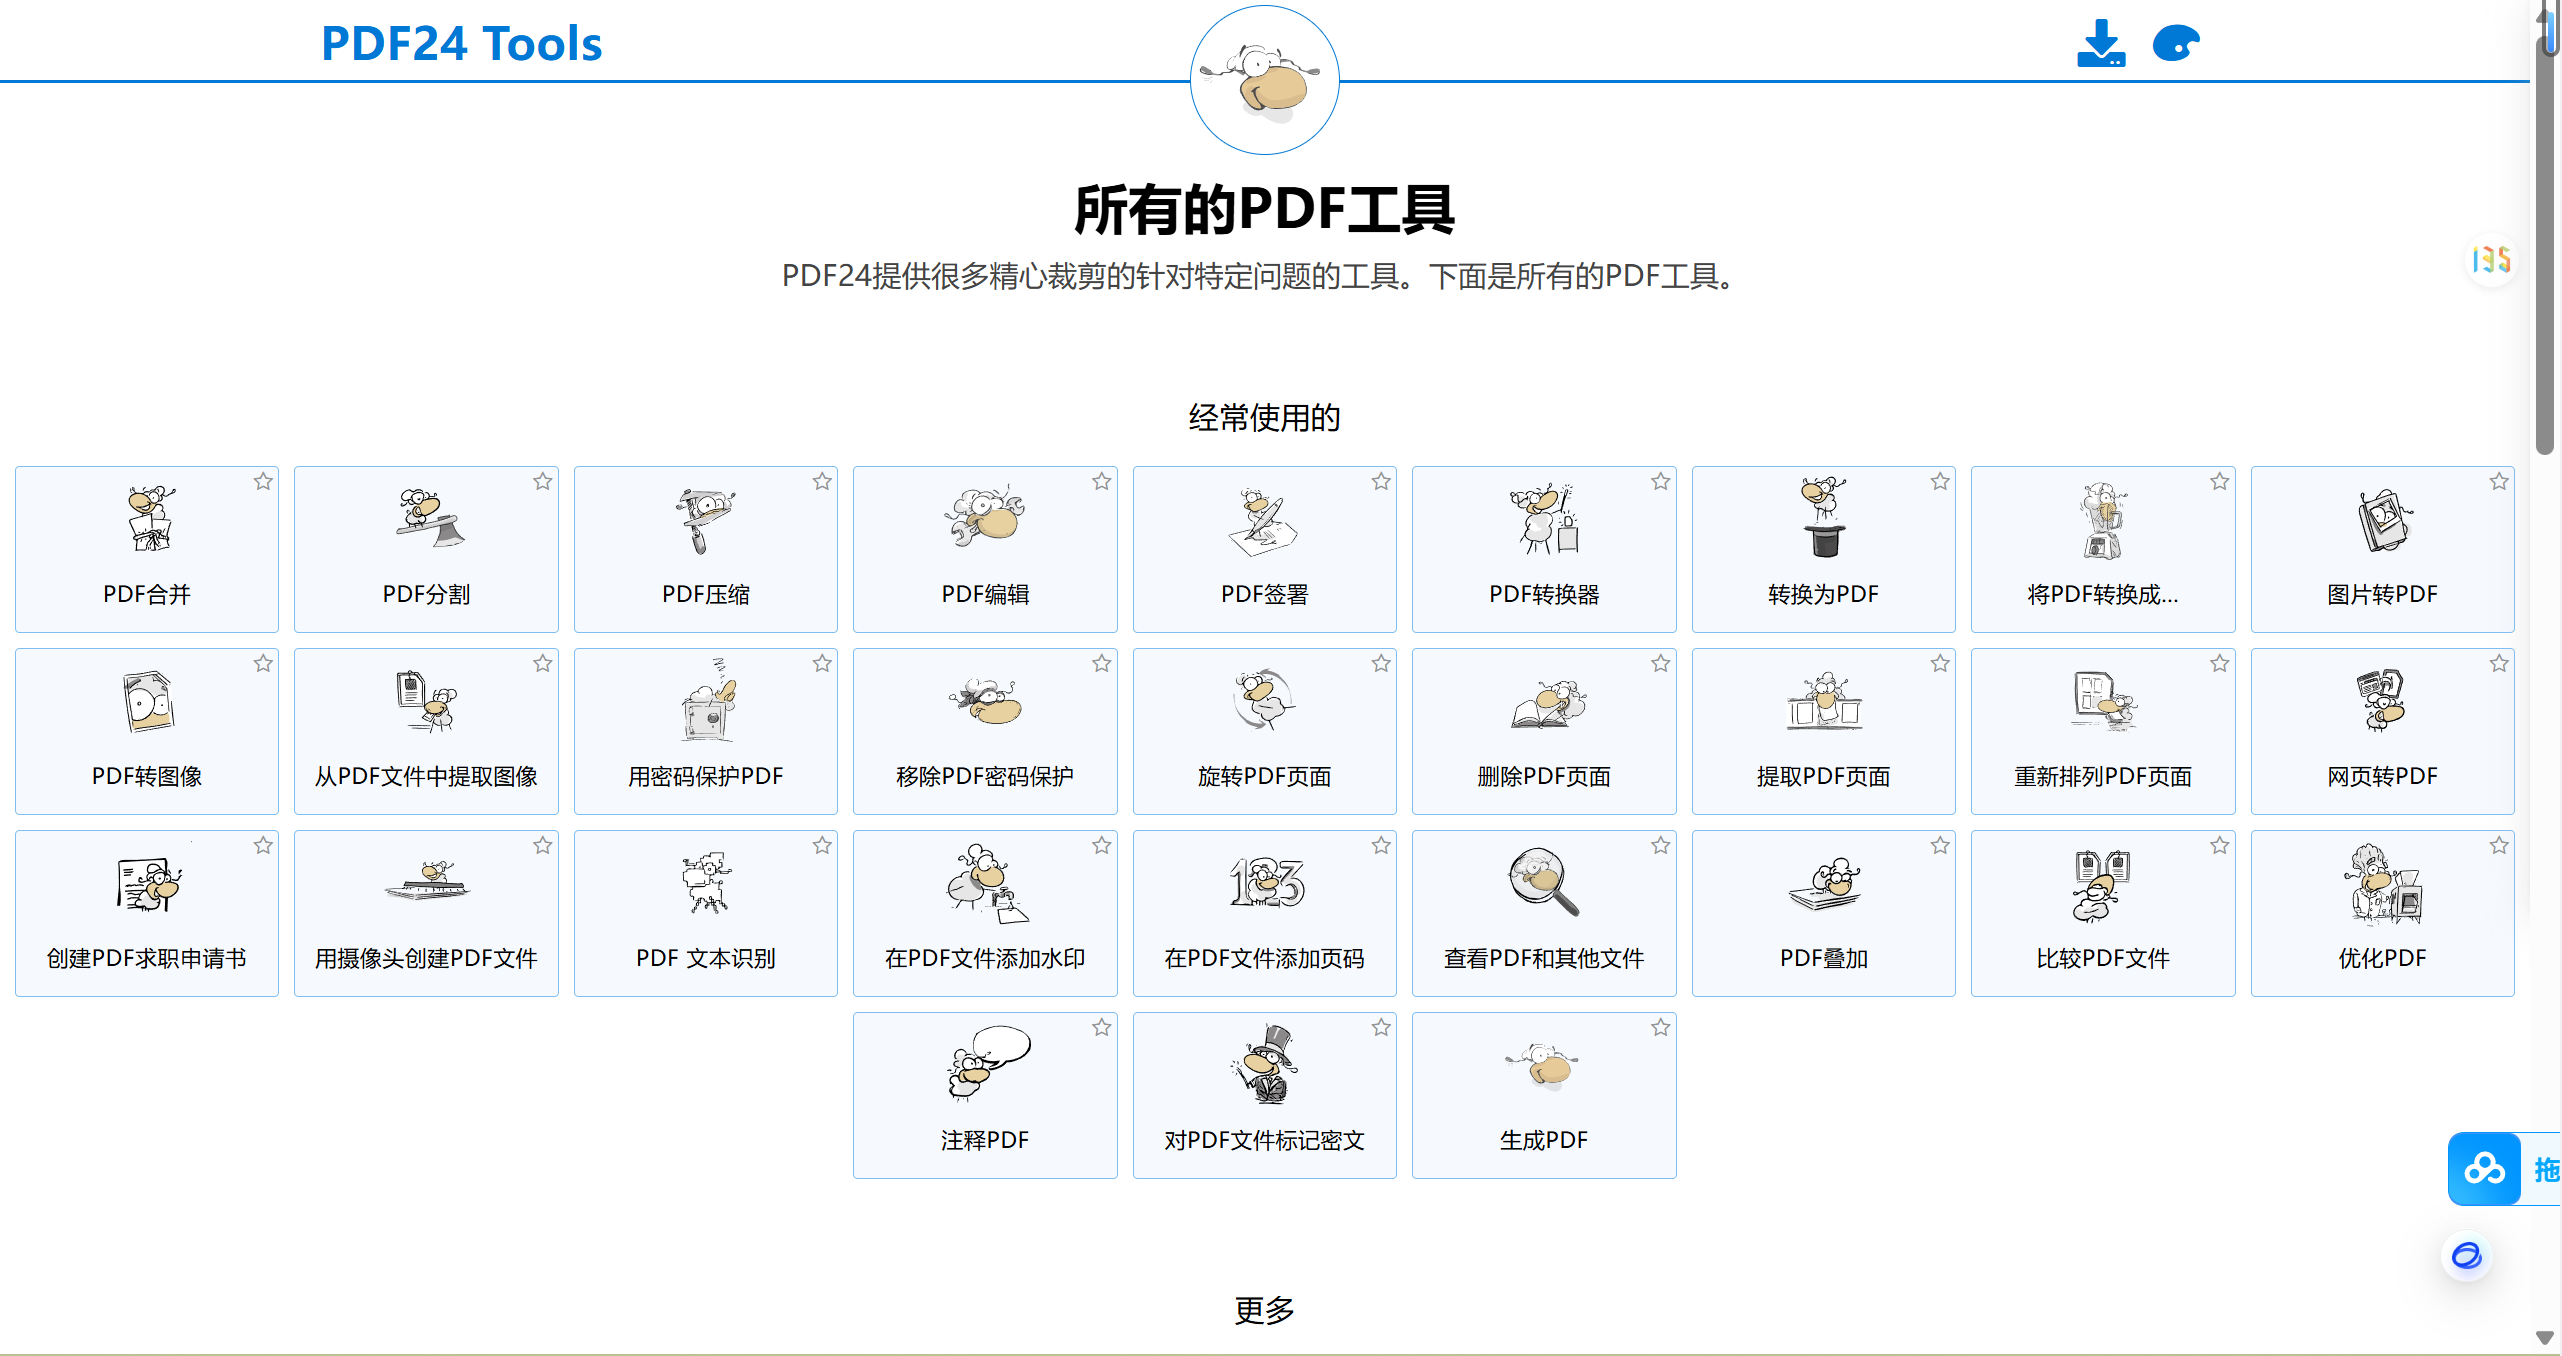 PDF24 Tools
所有的PDF工具
PDF24提供很多精心裁剪的针对特定问题的工具。下面是所有的PDF工具。
135
经常使用的
PDF合并
PDF分割
PDF压缩
PDF编辑
PDF签署
PDF转换器
转换为PDF
将PDF转换成...
图片转PDF
PDF转图像
从PDF文件中提取图像
用密码保护PDF
移除PDF密码保护
旋转PDF页面
删除PDF页面
提取PDF页面
重新排列PDF页面
网页转PDF
创建PDF求职申请书
用摄像头创建PDF文件
PDF 文本识别
在PDF文件添加水印
123
在PDF文件添加页码
查看PDF和其他文件
PDF叠加
比较PDF文件
优化PDF
注释PDF
对PDF文件标记密文
生成PDF
拖
更多